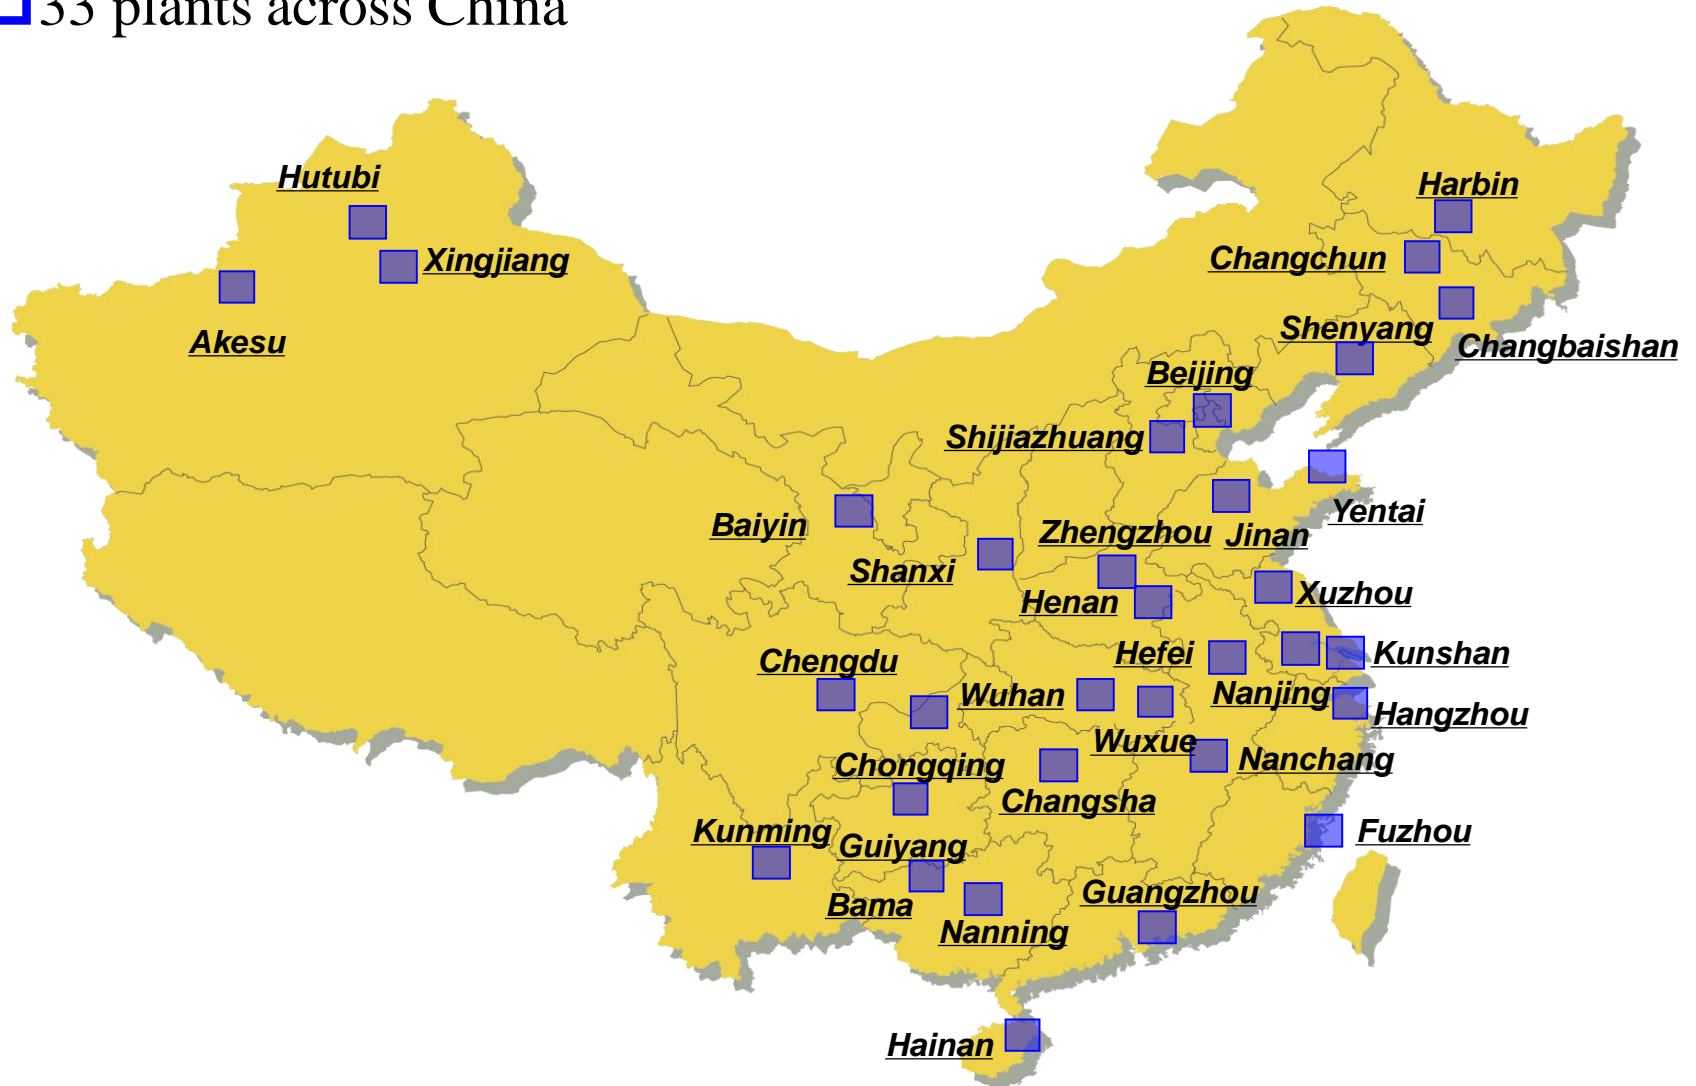 33 plants across China
Hutubi
Harbin
Xingjiang
Changchun
Shenyang
Akesu
Changbaishan
Beijing
Shijiazhuang
Yentai
Baiyin
Zhengzhou
Jinan
Shanxi
Xuzhou
Henan
Hefei
Kunshan
Chengdu
Wuhan
Nanjing
Hangzhou
Wuxue
Nanchang
Chongqing
Changsha
Kunming
Fuzhou
Guiyang
Guangzhou
Bama
Nanning
Hainan